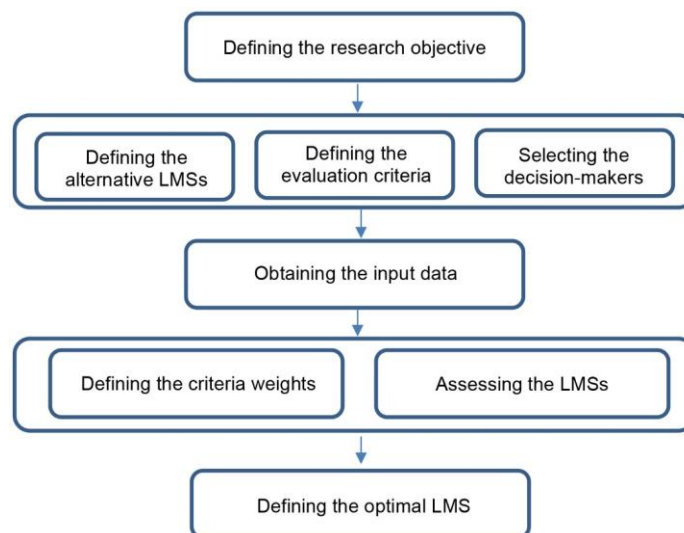 Defining the research objective
Defining the
alternative LMSs
Defining the
evaluation criteria
Selecting the
decision-makers
Obtaining the input data
Defining the criteria weights
Assessing the LMSs
Defining the optimal LMS